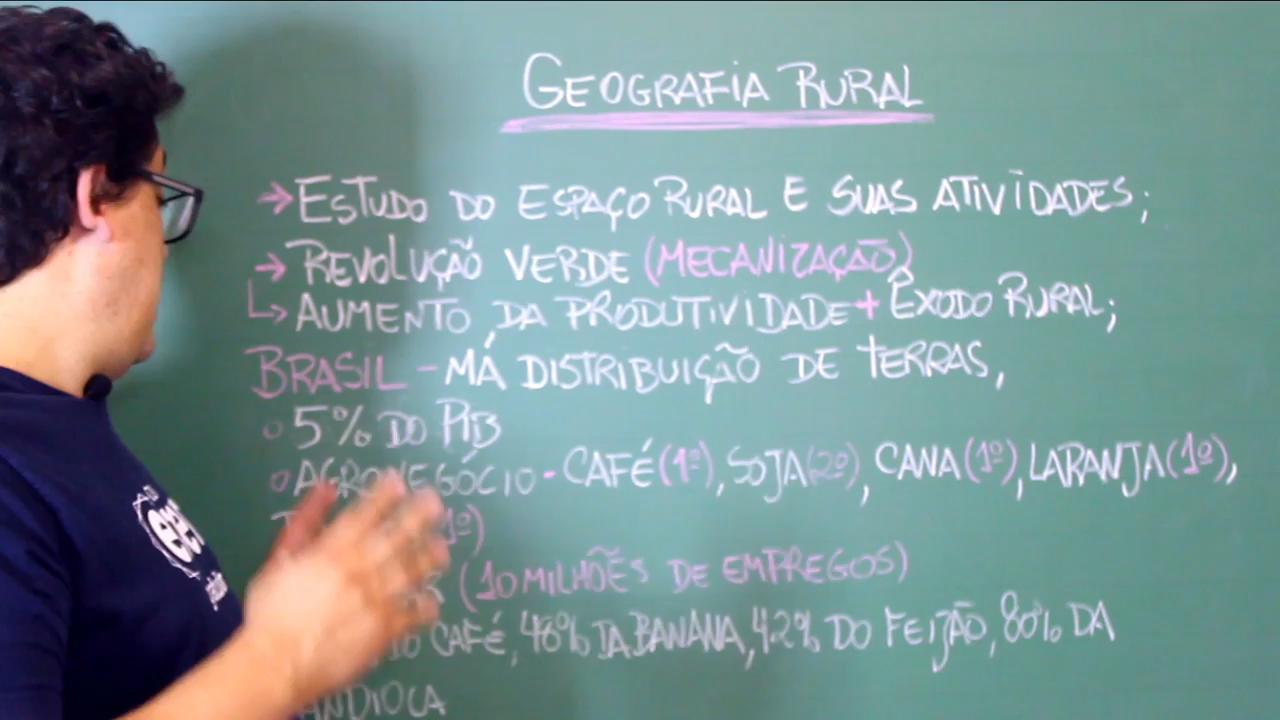 GEOGRAFIA RURAL
→ ESTUDO DO ESPAÇO RURAL E SUAS ATIVIDADES;
→ REVOLUÇÃO VERDE (MECANIZAÇÃO)
↳ AUMENTO DA PRODUTIVIDADE + ÊXODO RURAL;
BRASIL - MÁ DISTRIBUIÇÃO DE TERRAS,
○ 5% DO PIB
○ AGRONEGÓCIO - CAFÉ (1º), SOJA (2º), CANA (1º), LARANJA (1º),
1º)
(10 MILHÕES DE EMPREGOS)
CAFÉ, 48% DA BANANA, 42% DO FEIJÃO, 80% DA
ANDIOCA